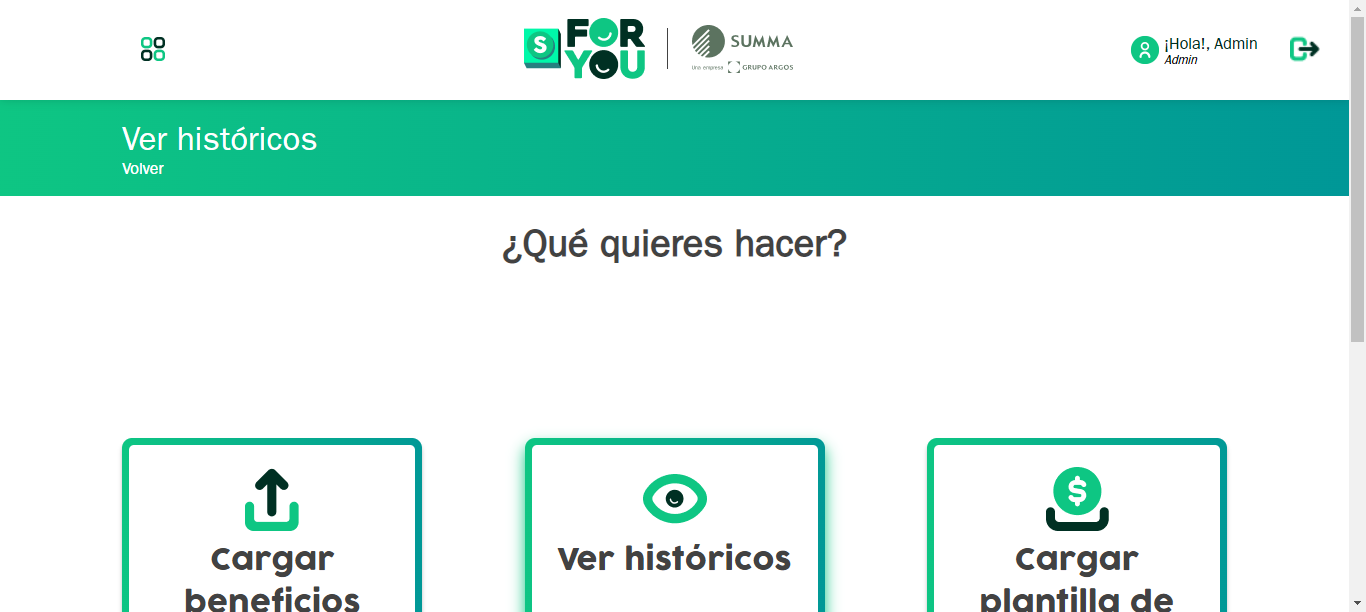 S FOR
YOU
SUMMA
Una empresa GRUPO ARGOS
¡Hola!, Admin
Admin
Ver históricos
Volver
¿Qué quieres hacer?
$
Cargar
beneficios
Ver históricos
Cargar
plantilla de